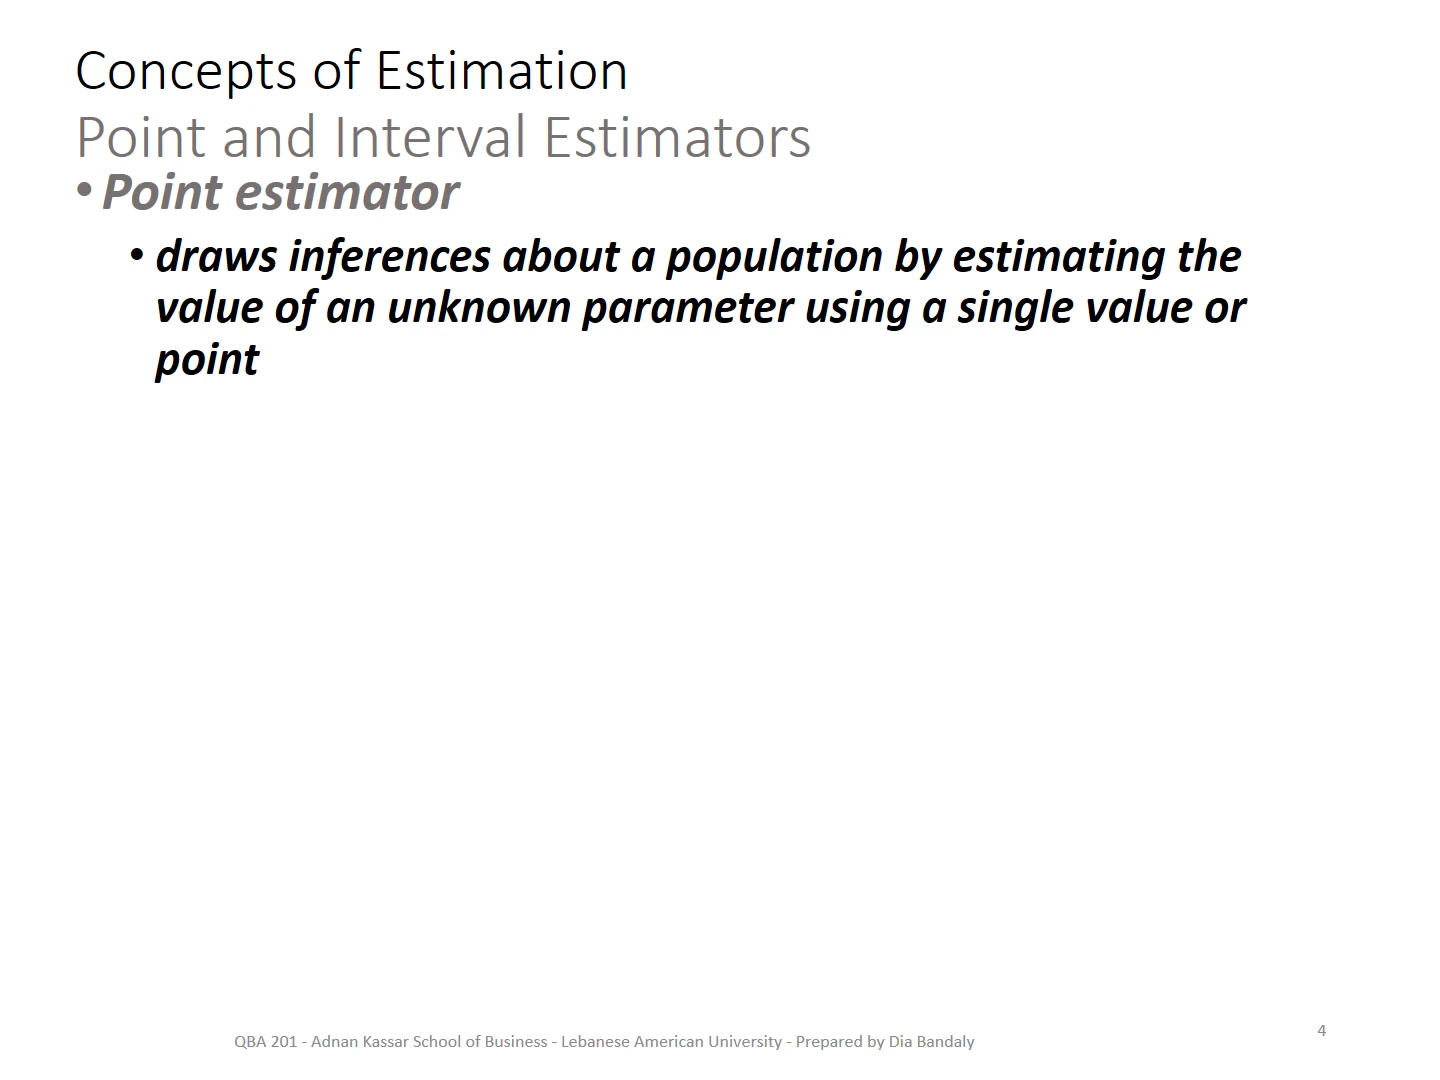 Concepts of Estimation
Point and Interval Estimators
• Point estimator
• draws inferences about a population by estimating the
value of an unknown parameter using a single value or
point
QBA 201 - Adnan Kassar School of Business - Lebanese American University - Prepared by Dia Bandaly
4